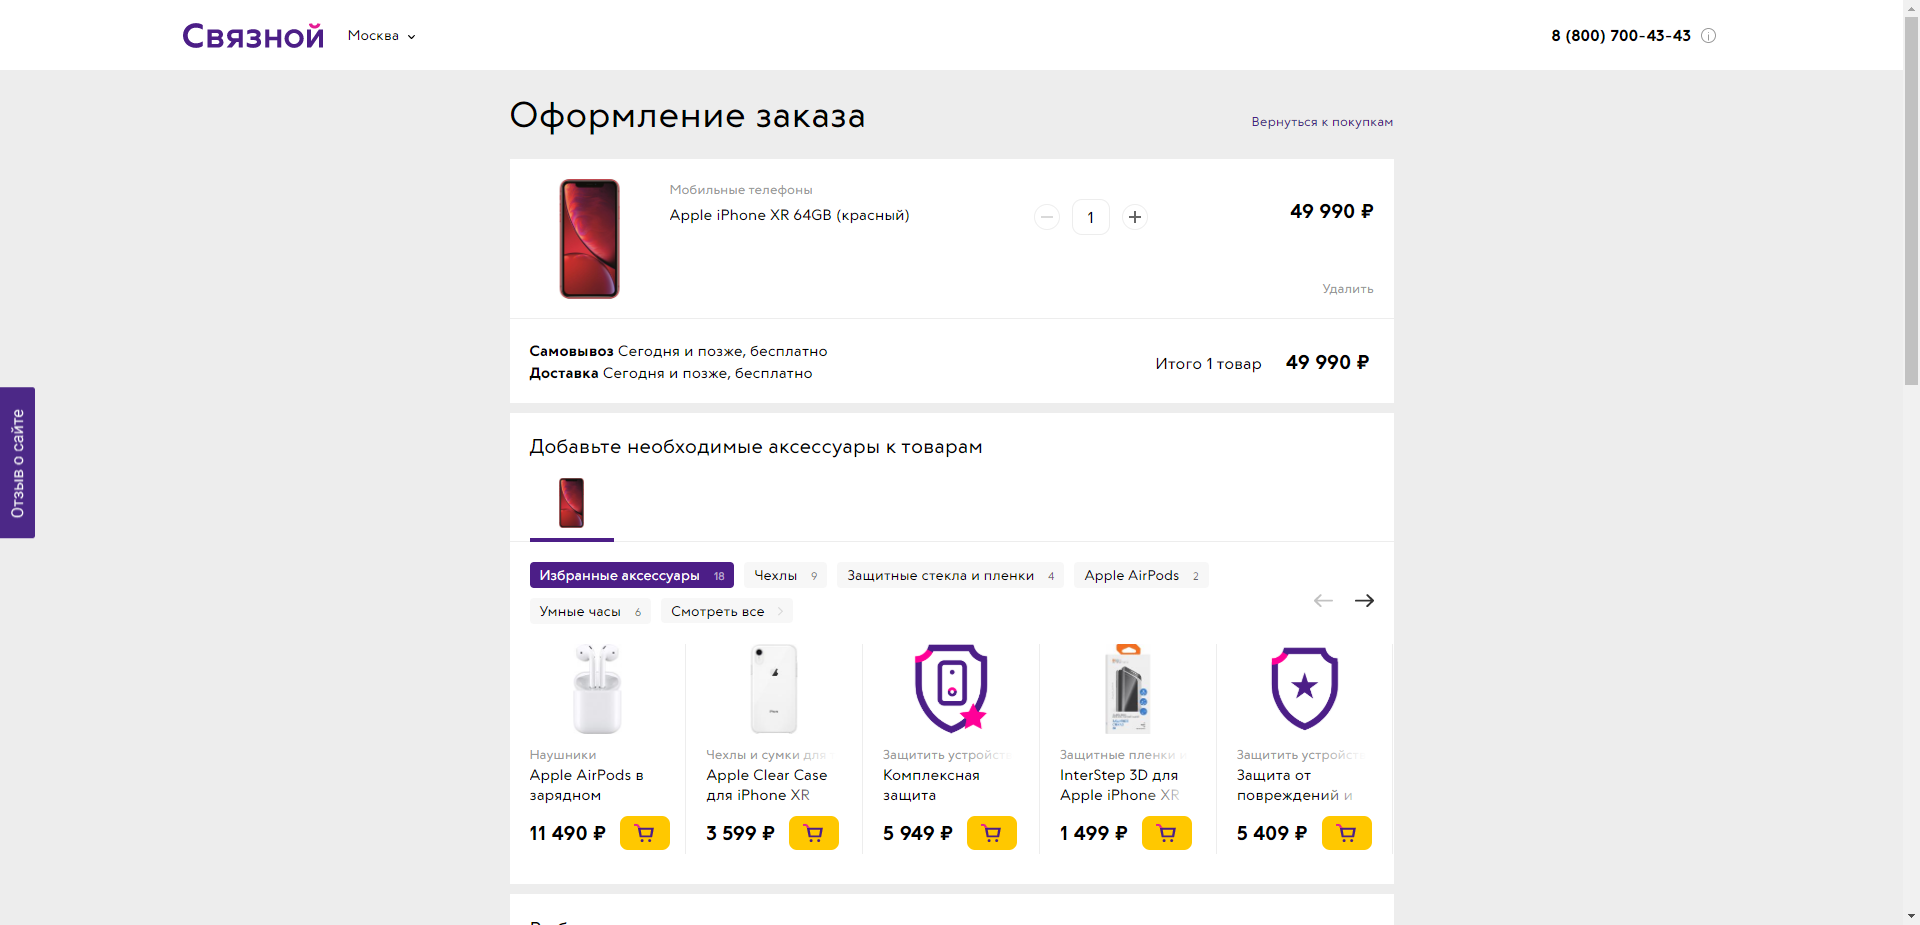 Связной
Москва
8 (800) 700-43-43
Оформление заказа
Вернуться к покупкам
Мобильные телефоны
Apple iPhone XR 64GB (красный)
1
49 990 ₽
Удалить
Самовывоз Сегодня и позже, бесплатно
Доставка Сегодня и позже, бесплатно
Итого 1 товар 49 990 ₽
Отзыв о сайте
Добавьте необходимые аксессуары к товарам
Избранные аксессуары 18
Чехлы 9
Защитные стекла и пленки 4
Apple AirPods 2
Умные часы 6
Смотреть все
Наушники
Apple AirPods в
зарядном
11 490 ₽
Чехлы и сумки для
Apple Clear Case
для iPhone XR
3 599 ₽
Защитить устройст
Комплексная
защита
5 949 ₽
Защитные пленки и
InterStep 3D для
Apple iPhone XR
1 499 ₽
Защитить устройст
Защита от
повреждений и
5 409 ₽